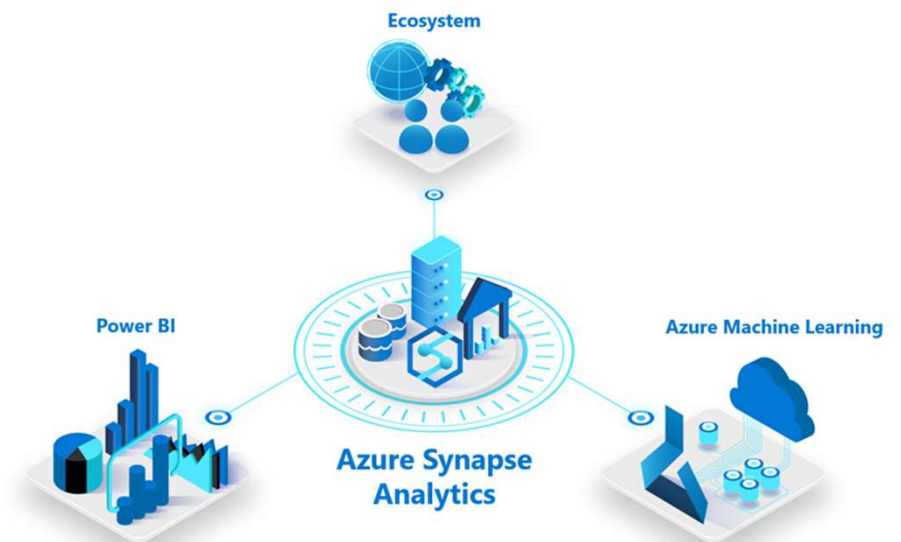 Ecosystem
Power BI
Azure Machine Learning
Azure Synapse
Analytics